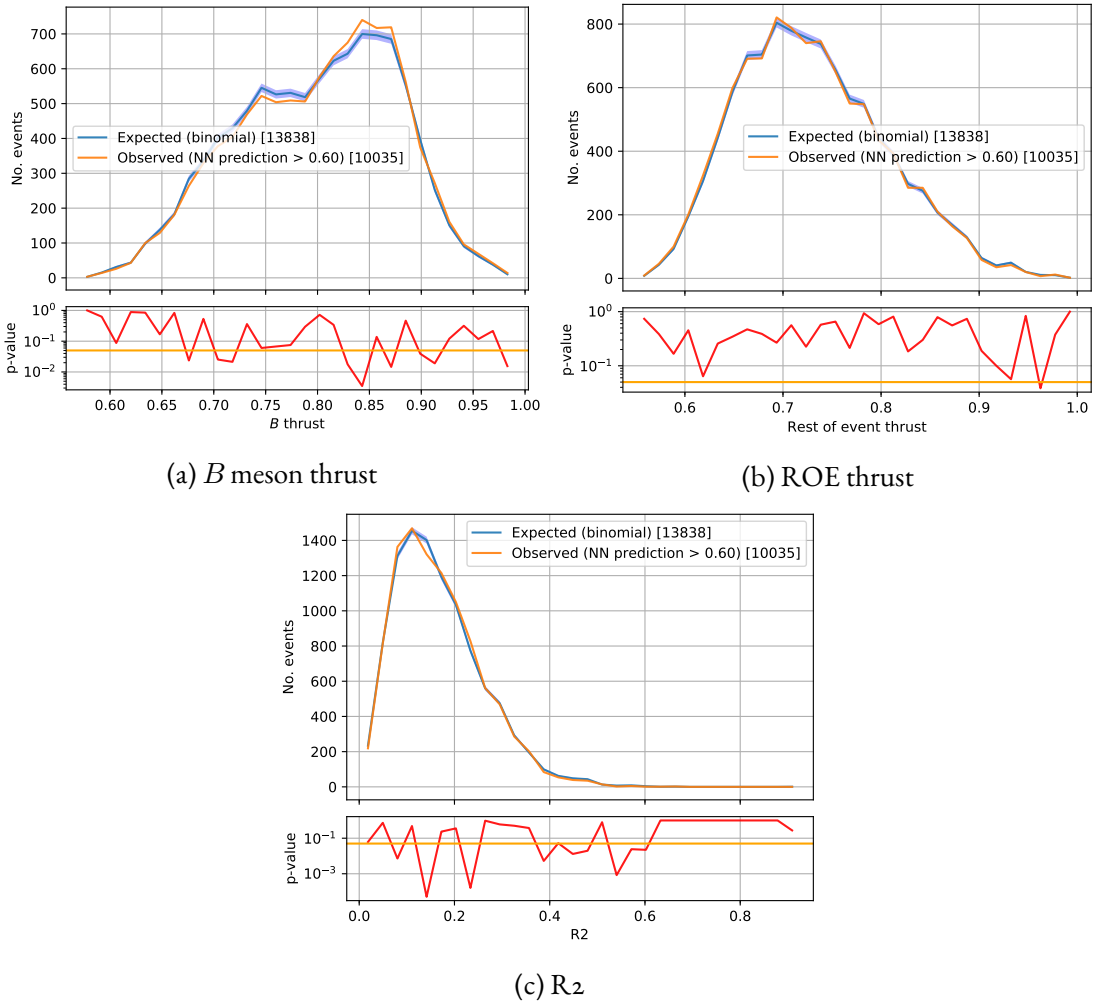 No. events
700
600
500
400
300
200
100
0
Expected (binomial) [13838]
Observed (NN prediction > 0.60) [10035]
p-value
10⁰
10⁻²
0.60 0.65 0.70 0.75 0.80 0.85 0.90 0.95 1.00
B thrust
(a) B meson thrust
No. events
800
600
400
200
0
Expected (binomial) [13838]
Observed (NN prediction > 0.60) [10035]
p-value
10⁰
10⁻¹
0.6 0.7 0.8 0.9 1.0
Rest of event thrust
(b) ROE thrust
No. events
1400
1200
1000
800
600
400
200
0
Expected (binomial) [13838]
Observed (NN prediction > 0.60) [10035]
p-value
10⁻¹
10⁻³
0.0 0.2 0.4 0.6 0.8
R2
(c) R2